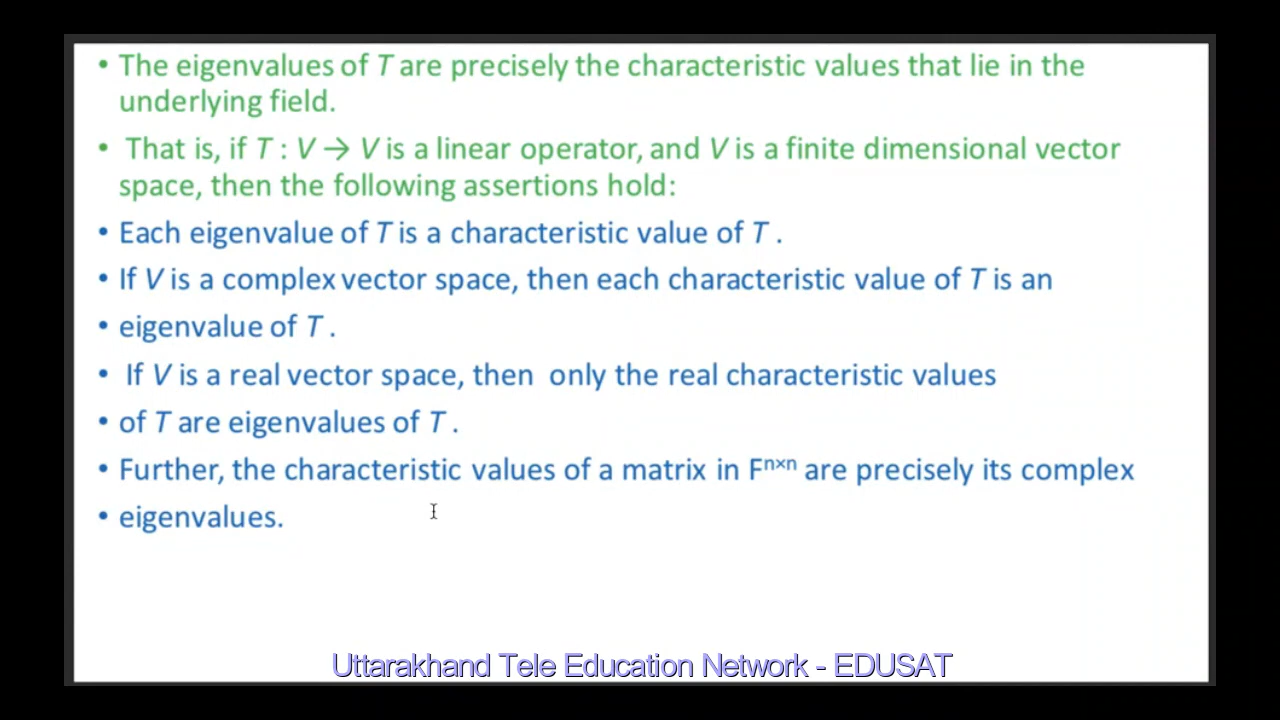 • The eigenvalues of T are precisely the characteristic values that lie in the
underlying field.
• That is, if T : V → V is a linear operator, and V is a finite dimensional vector
space, then the following assertions hold:
• Each eigenvalue of T is a characteristic value of T .
• If V is a complex vector space, then each characteristic value of T is an
• eigenvalue of T .
• If V is a real vector space, then only the real characteristic values
• of T are eigenvalues of T .
• Further, the characteristic values of a matrix in Fⁿˣⁿ are precisely its complex
• eigenvalues.
Uttarakhand Tele Education Network - EDUSAT